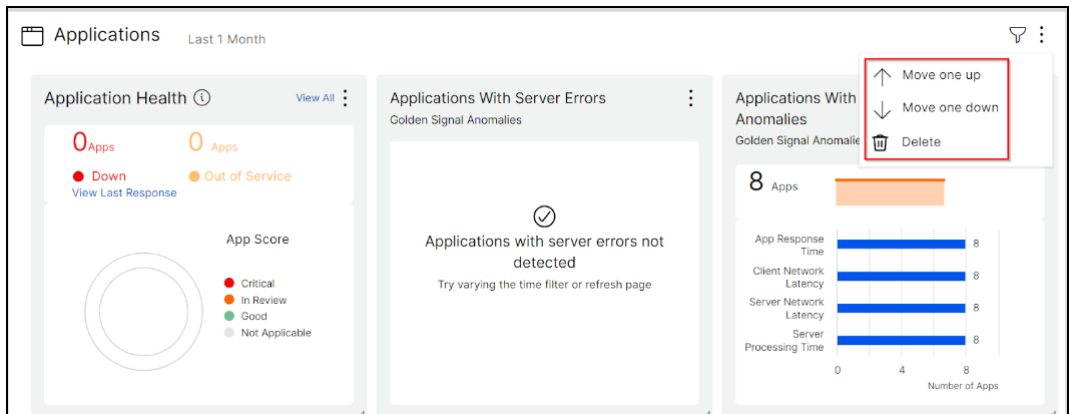 Applications Last 1 Month
Move one up
Move one down
Delete
Application Health View All
0 Apps 0 Apps
Down Out of Service
View Last Response
App Score
Critical
In Review
Good
Not Applicable
Applications With Server Errors
Golden Signal Anomalies
Applications with server errors not
detected
Try varying the time filter or refresh page
Applications With
Anomalies
Golden Signal Anomalie
8 Apps
App Response
Time
8
Client Network
Latency
8
Server Network
Latency
8
Server
Processing Time
8
0 4 8
Number of Apps